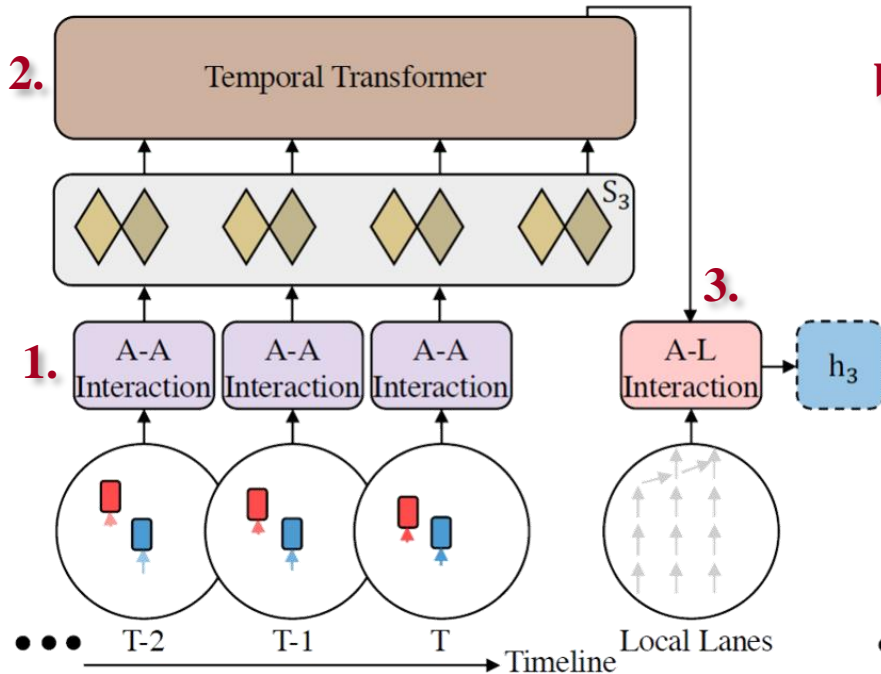 2.
Temporal Transformer
S₃
3.
1.
A-A
Interaction
A-A
Interaction
A-A
Interaction
A-L
Interaction
h₃
T-2
T-1
T
Local Lanes
Timeline